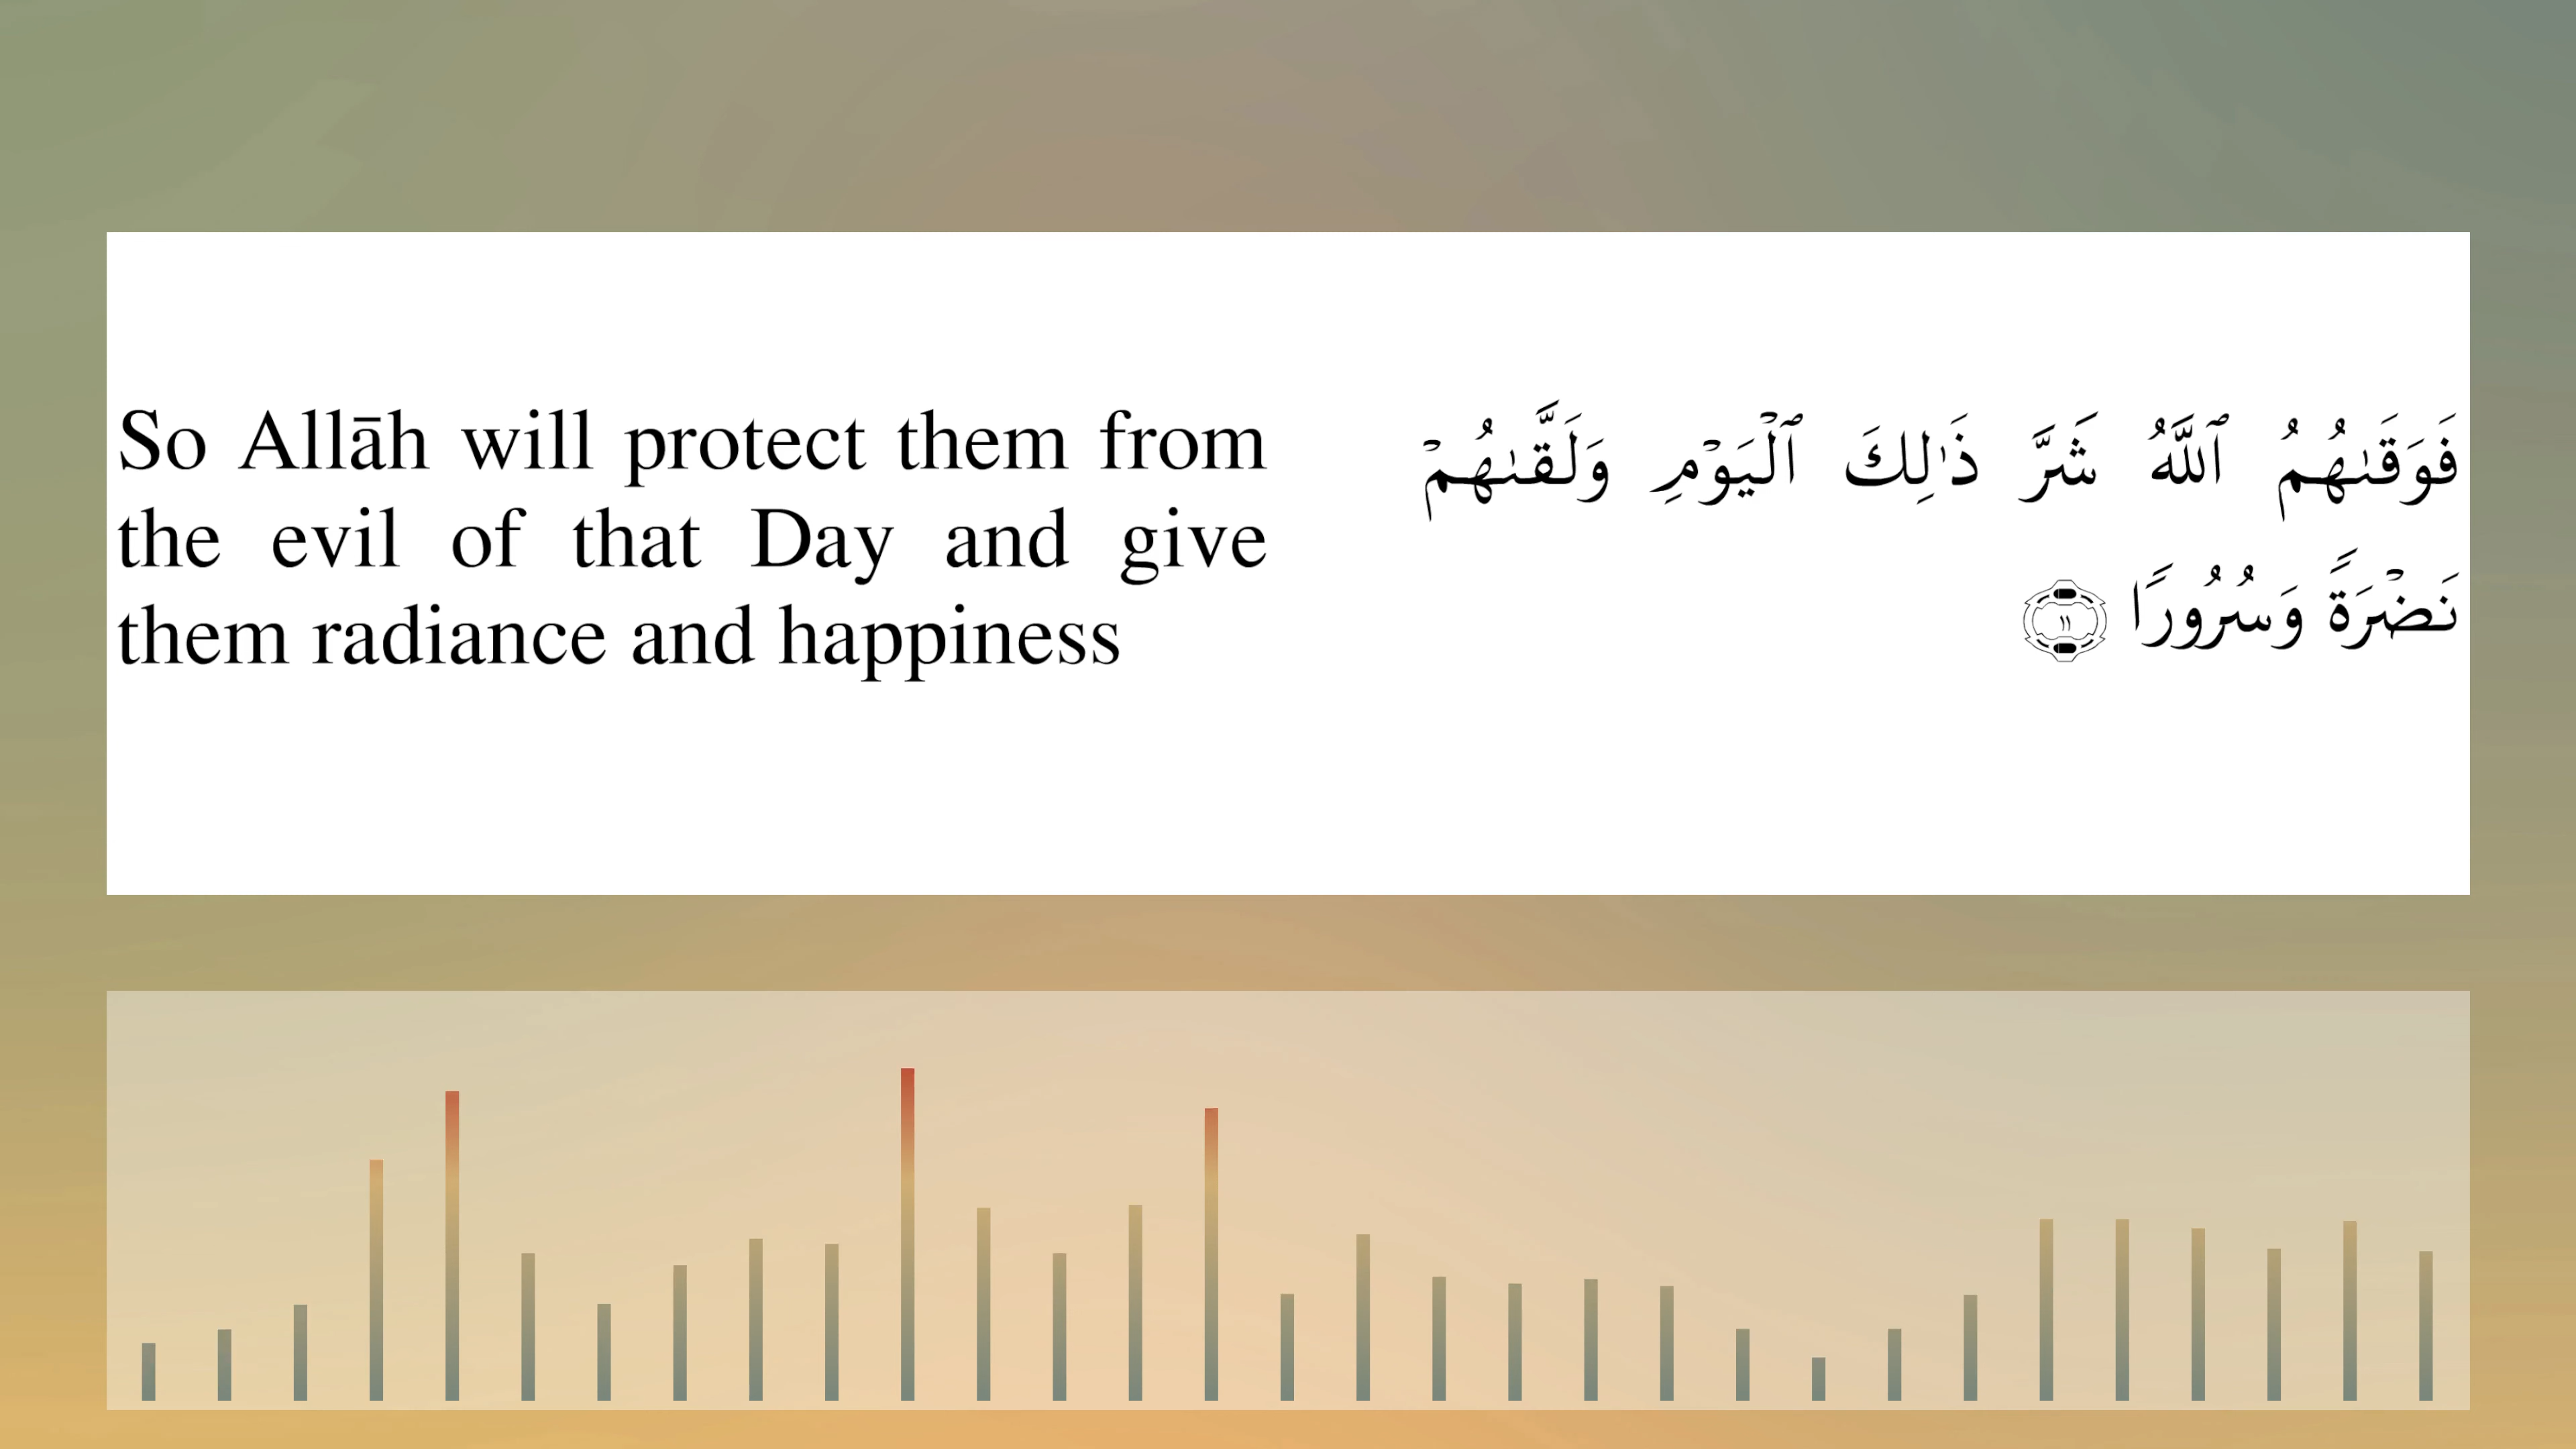 So Allāh will protect them from
the evil of that Day and give
them radiance and happiness
فَوَقَىٰهُمُ ٱللَّهُ شَرَّ ذَٰلِكَ ٱلْيَوْمِ وَلَقَّىٰهُمْ
نَضْرَةً وَسُرُورًا ١١